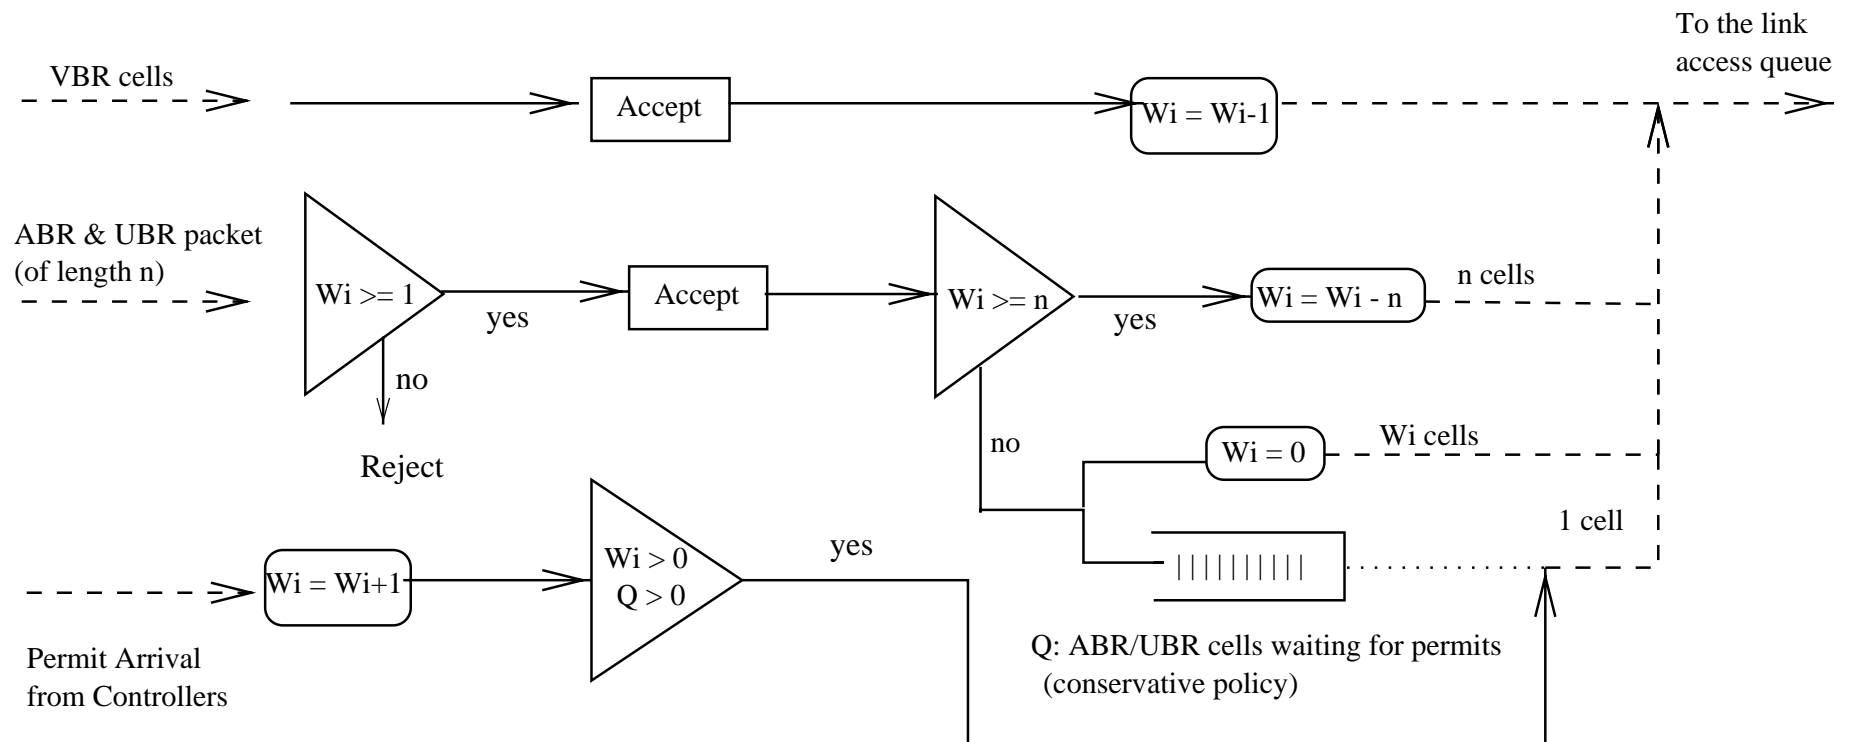 To the link
access queue
VBR cells
Accept
Wi = Wi-1
ABR & UBR packet
(of length n)
Wi >= 1
yes
Accept
Wi >= n
yes
Wi = Wi - n
n cells
no
Reject
no
Wi = 0
Wi cells
1 cell
Wi = Wi+1
Wi > 0
Q > 0
yes
Q: ABR/UBR cells waiting for permits
(conservative policy)
Permit Arrival
from Controllers